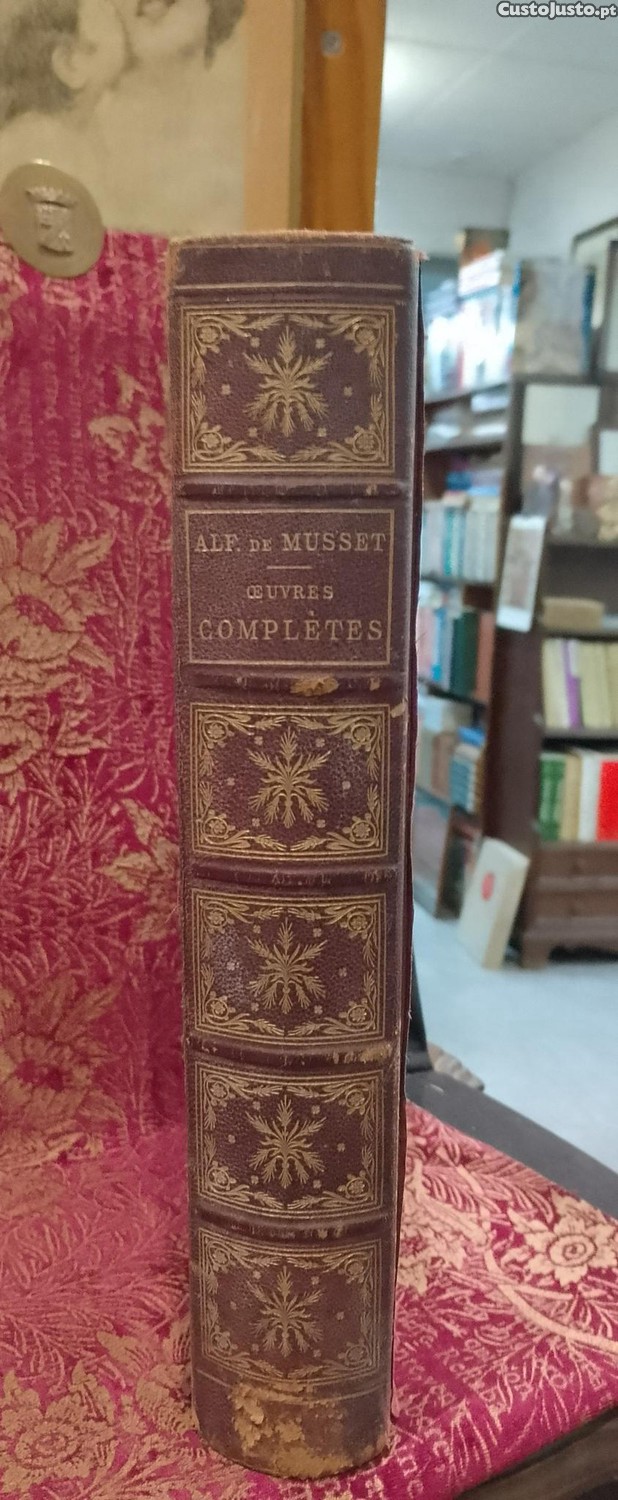 CustoJusto.pt
ALF. DE MUSSET
ŒUVRES
COMPLÈTES